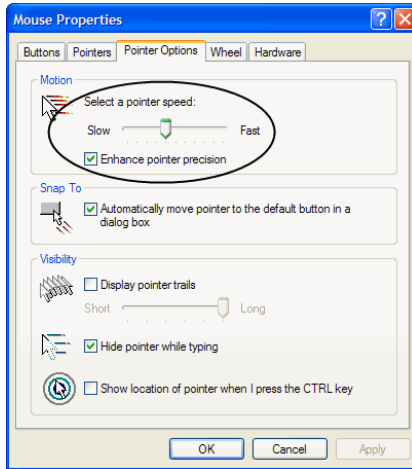 Mouse Properties
Buttons Pointers Pointer Options Wheel Hardware
Motion
Select a pointer speed:
Slow Fast
Enhance pointer precision
Snap To
Automatically move pointer to the default button in a
dialog box
Visibility
Display pointer trails
Short Long
Hide pointer while typing
Show location of pointer when I press the CTRL key
OK Cancel Apply